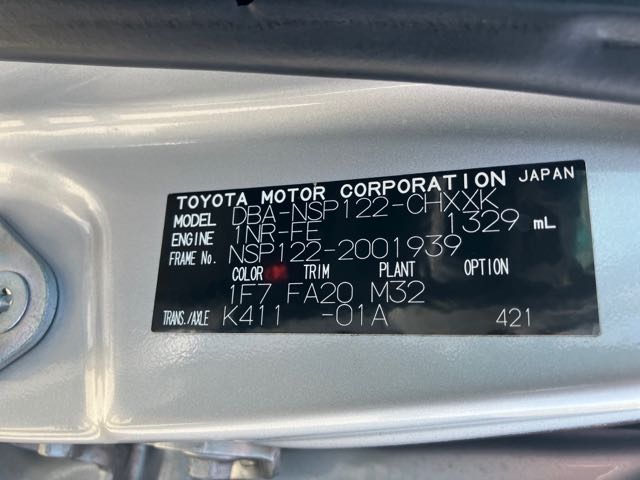 TOYOTA MOTOR CORPORATION JAPAN
MODEL DBA-NSP122-CHXXK
ENGINE 1NR-FE 1329 mL
FRAME No. NSP122-2001939
COLOR TRIM PLANT OPTION
1F7 FA20 M32
TRANS./AXLE K411 -01A 421